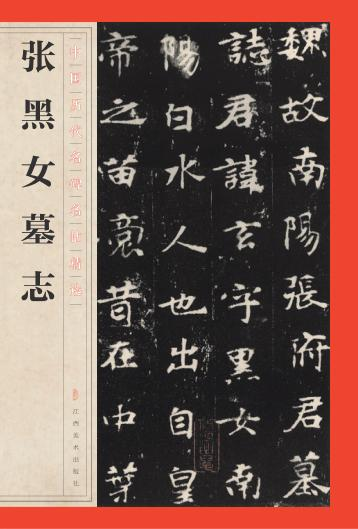 张黑女墓志
中国历代名碑名帖精选
江西美术出版社
魏故南陽張府君墓
誌君諱玄字黑女南
陽白水人也出自皇
帝之苗裔昔在中葉